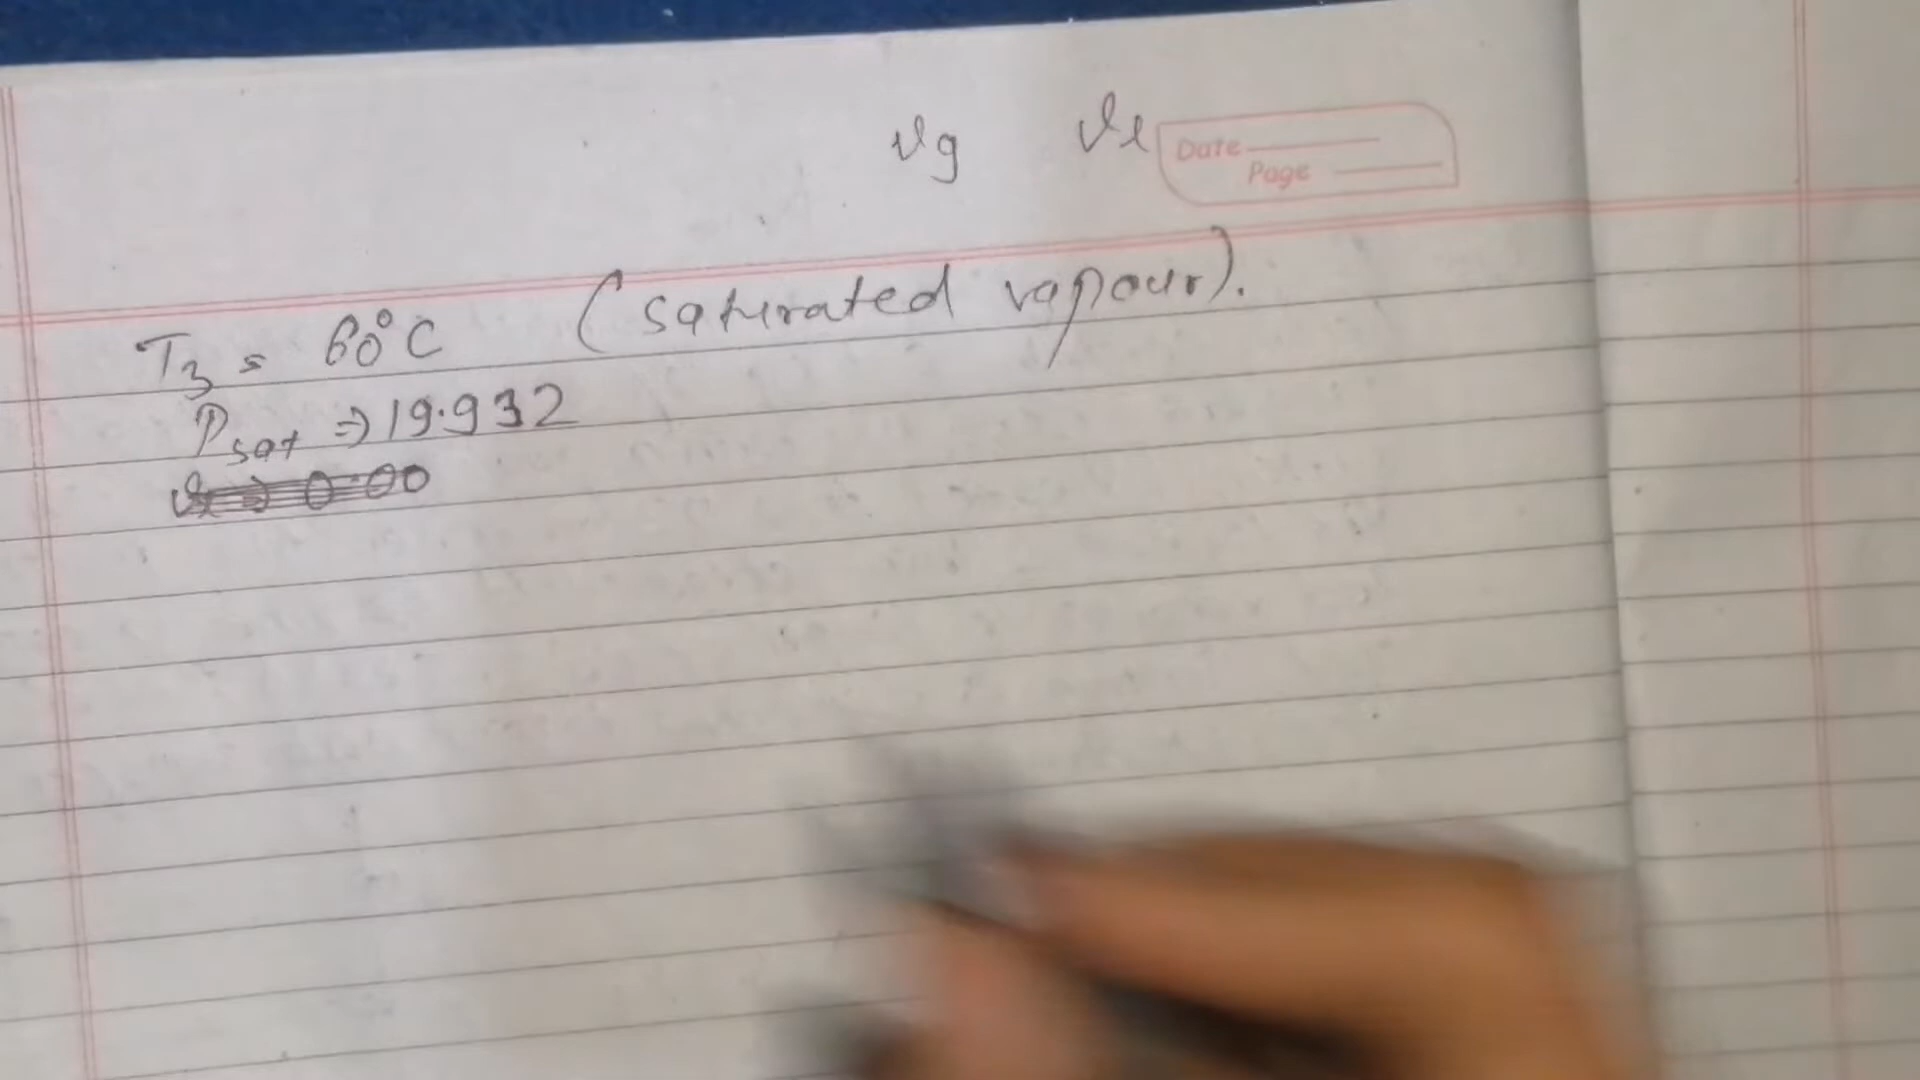 vg vl
Date
Page
T3 = 60°C (saturated vapour).
Psat ⇒ 19.932